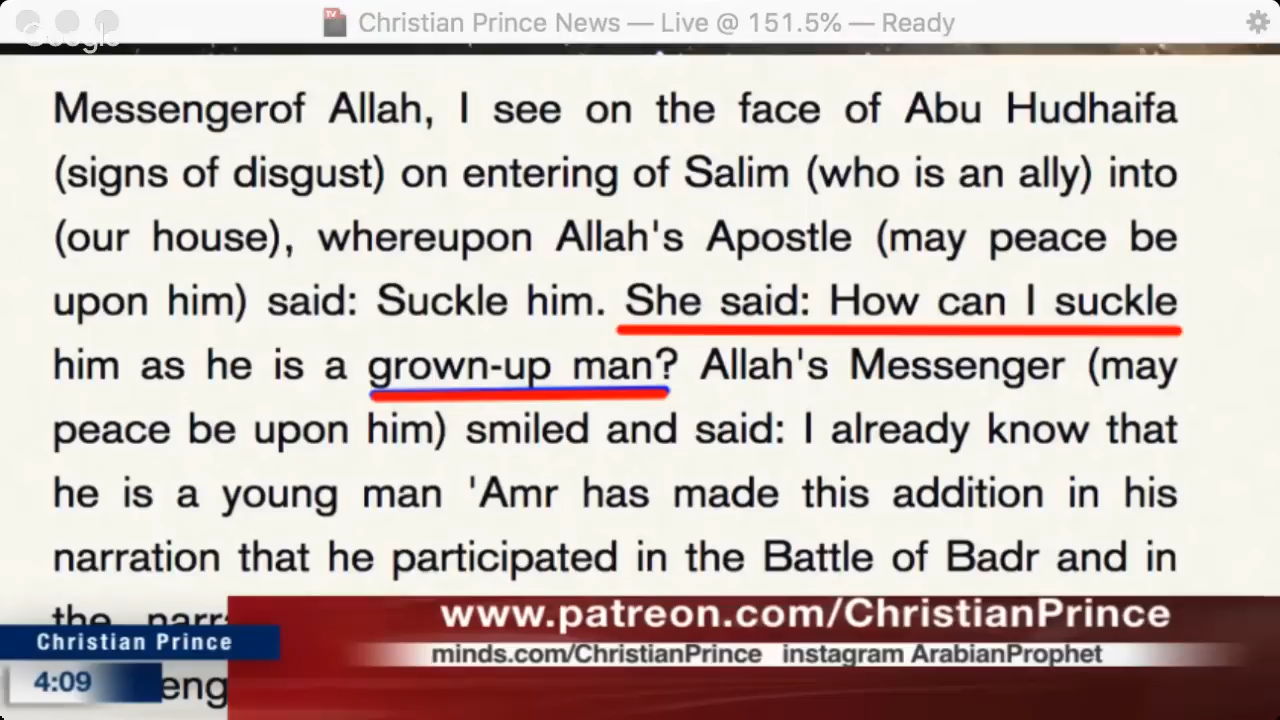 Christian Prince News — Live @ 151.5% — Ready
Google
Messengerof Allah, I see on the face of Abu Hudhaifa
(signs of disgust) on entering of Salim (who is an ally) into
(our house), whereupon Allah's Apostle (may peace be
upon him) said: Suckle him. She said: How can I suckle
him as he is a grown-up man? Allah's Messenger (may
peace be upon him) smiled and said: I already know that
he is a young man 'Amr has made this addition in his
narration that he participated in the Battle of Badr and in
the
www.patreon.com/ChristianPrince
Christian Prince
minds.com/ChristianPrince instagram ArabianProphet
4:09